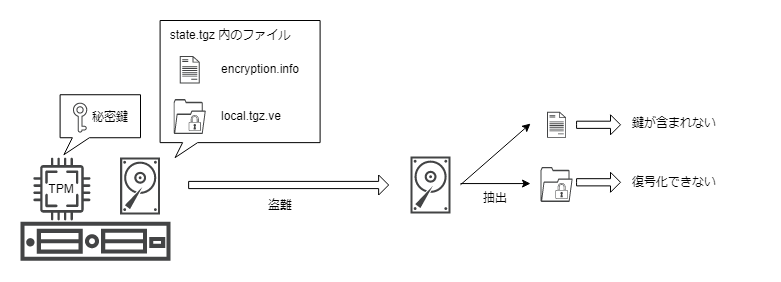 state.tgz 内のファイル
encryption.info
local.tgz.ve
秘密鍵
TPM
盗難
抽出
鍵が含まれない
復号化できない